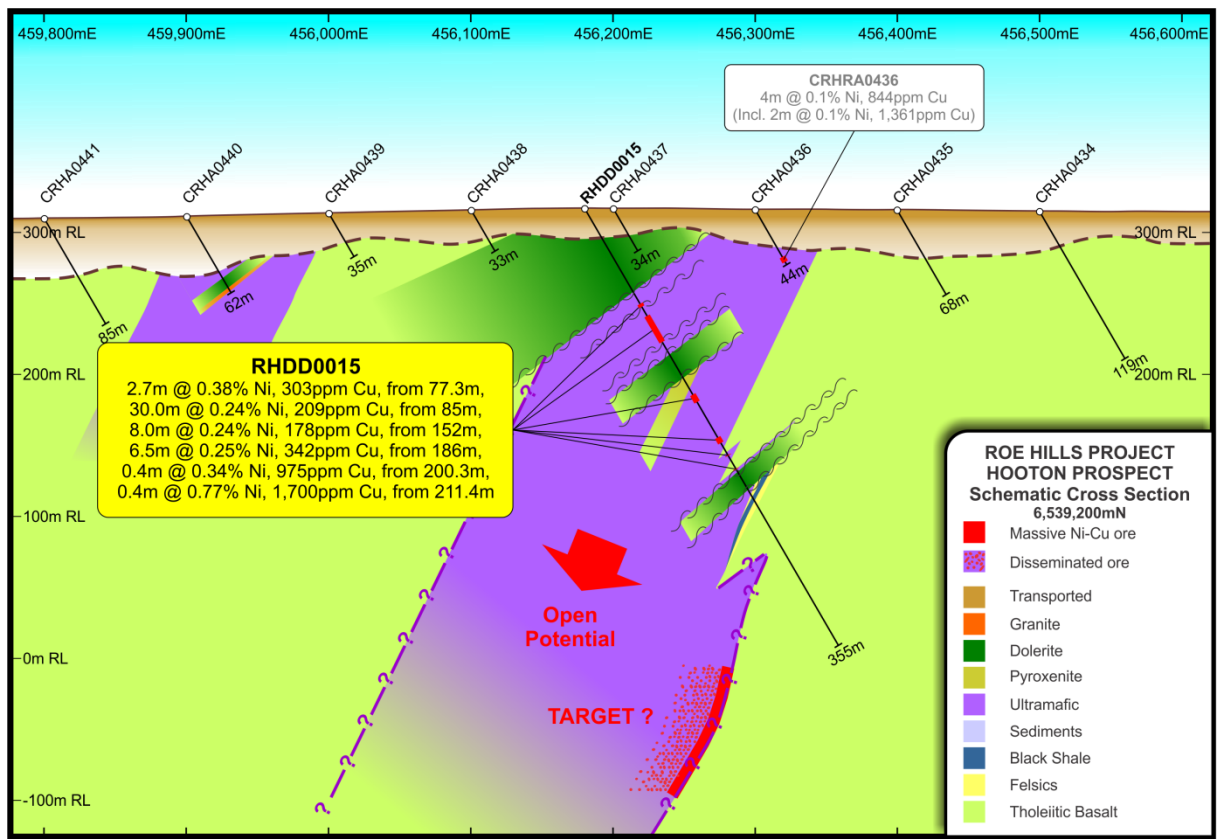 459,800mE 459,900mE 456,000mE 456,100mE 456,200mE 456,300mE 456,400mE 456,500mE 456,600mE
CRHRA0436
4m @ 0.1% Ni, 844ppm Cu
(Incl. 2m @ 0.1% Ni, 1,361ppm Cu)
CRHA0441
CRHA0440
CRHA0439
CRHA0438
RHDD0015
CRHA0437
CRHA0436
CRHA0435
CRHA0434
300m RL
300m RL
85m
62m
35m
33m
34m
44m
68m
119m
200m RL
RHDD0015
2.7m @ 0.38% Ni, 303ppm Cu, from 77.3m,
30.0m @ 0.24% Ni, 209ppm Cu, from 85m,
8.0m @ 0.24% Ni, 178ppm Cu, from 152m,
6.5m @ 0.25% Ni, 342ppm Cu, from 186m,
0.4m @ 0.34% Ni, 975ppm Cu, from 200.3m,
0.4m @ 0.77% Ni, 1,700ppm Cu, from 211.4m
100m RL
0m RL
-100m RL
? ? ? ? ? ? ?
Open
Potential
TARGET ?
? ? ? ? ?
355m
ROE HILLS PROJECT
HOOTON PROSPECT
Schematic Cross Section
6,539,200mN
Massive Ni-Cu ore
Disseminated ore
Transported
Granite
Dolerite
Pyroxenite
Ultramafic
Sediments
Black Shale
Felsics
Tholeiitic Basalt